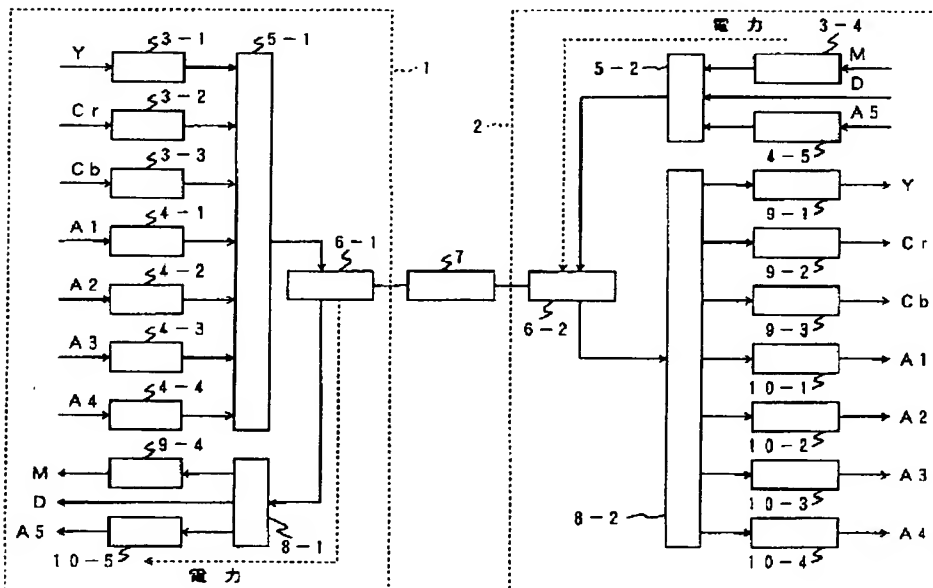 Y
3-1
5-1
Cr
3-2
1
Cb
3-3
A1
4-1
6-1
7
A2
4-2
A3
4-3
A4
4-4
M
9-4
D
A5
8-1
10-5
電力
電力
3-4
M
5-2
D
2
A5
4-5
Y
9-1
Cr
9-2
6-2
Cb
9-3
A1
10-1
A2
10-2
A3
10-3
8-2
A4
10-4